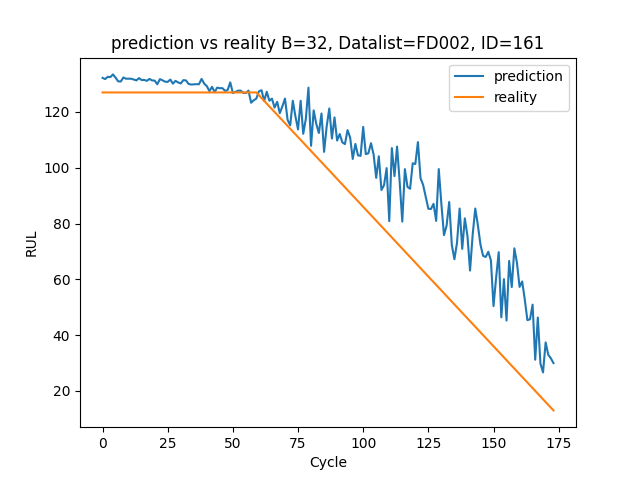 prediction vs reality B=32, Datalist=FD002, ID=161
prediction
reality
RUL
120
100
80
60
40
20
0 25 50 75 100 125 150 175
Cycle